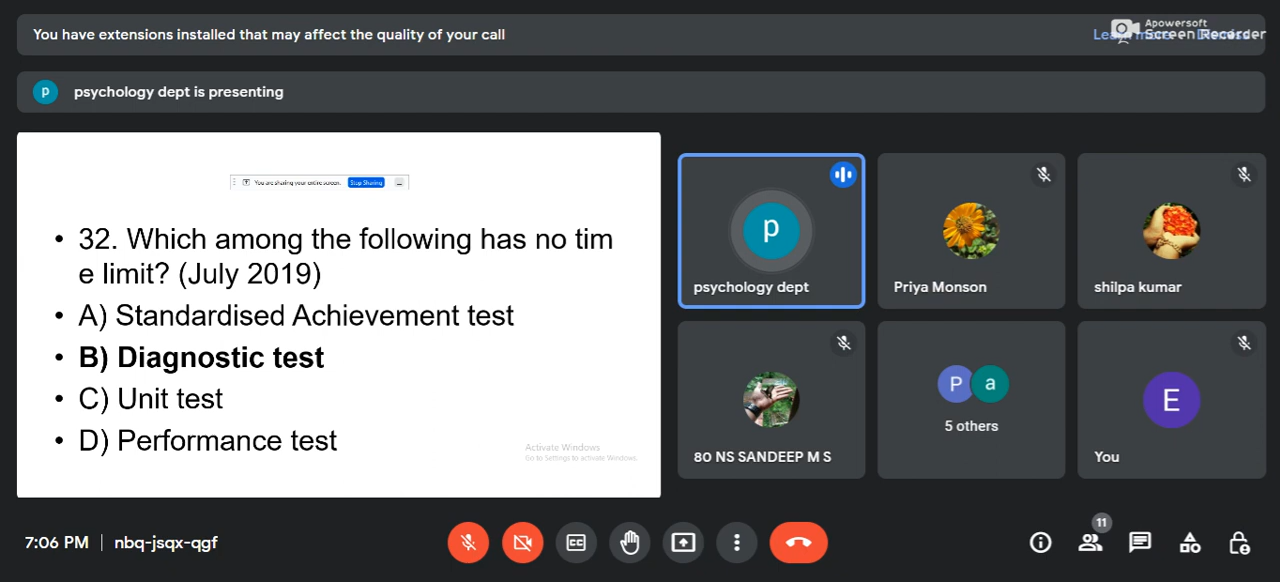 You have extensions installed that may affect the quality of your call
Apowersoft
Screen Recorder
p
psychology dept is presenting
You are sharing your entire screen.
Stop Sharing
• 32. Which among the following has no tim
e limit? (July 2019)
• A) Standardised Achievement test
• B) Diagnostic test
• C) Unit test
• D) Performance test
Activate Windows
Go to Settings to activate Windows.
p
psychology dept
Priya Monson
shilpa kumar
80 NS SANDEEP M S
P
a
5 others
E
You
7:06 PM | nbq-jsqx-qgf
CC
11